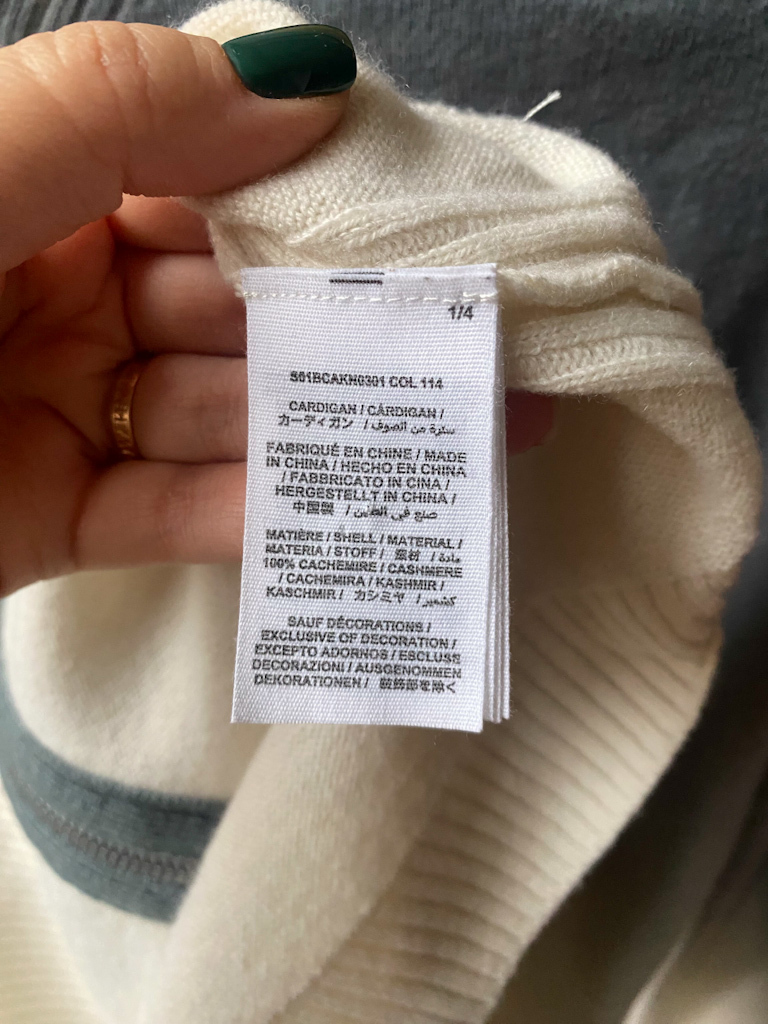 1/4
S01BCAKN0301 COL 114
CARDIGAN / CÁRDIGAN /
カーディガン / سترة من الصوف
FABRIQUÉ EN CHINE / MADE
IN CHINA / HECHO EN CHINA
/ FABBRICATO IN CINA /
HERGESTELLT IN CHINA /
中国製 / صنع في الصين
MATIÈRE / SHELL / MATERIAL /
MATERIA / STOFF / 素材 / مادة
100% CACHEMIRE / CASHMERE
/ CACHEMIRA / KASHMIR /
KASCHMIR / カシミヤ / كشمير
SAUF DÉCORATIONS /
EXCLUSIVE OF DECORATION /
EXCEPTO ADORNOS / ESCLUSE
DECORAZIONI / AUSGENOMMEN
DEKORATIONEN / 装飾部を除く